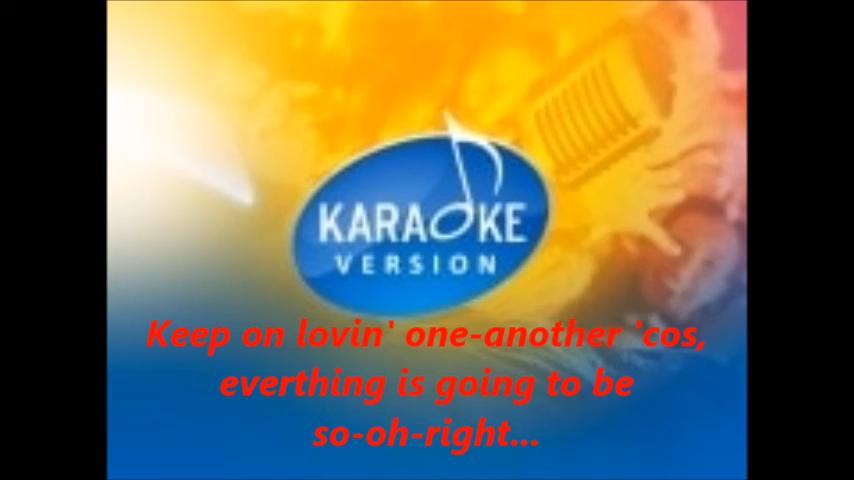 KARAOKE
VERSION
Keep on lovin' one-another 'cos,
everthing is going to be
so-oh-right...